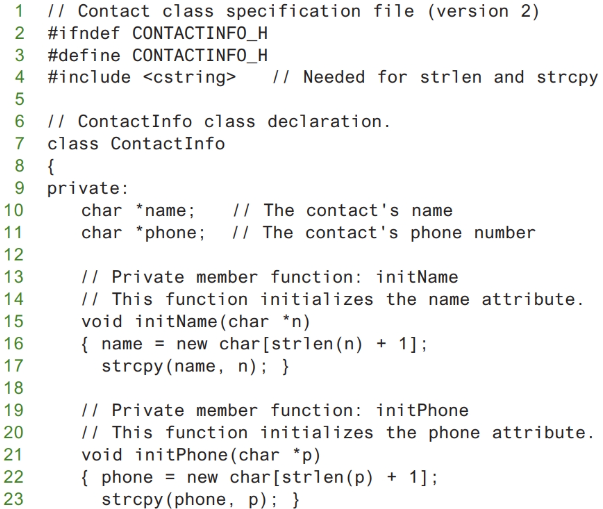 1 // Contact class specification file (version 2)
2 #ifndef CONTACTINFO_H
3 #define CONTACTINFO_H
4 #include <cstring> // Needed for strlen and strcpy
5
6 // ContactInfo class declaration.
7 class ContactInfo
8 {
9 private:
10 char *name; // The contact's name
11 char *phone; // The contact's phone number
12
13 // Private member function: initName
14 // This function initializes the name attribute.
15 void initName(char *n)
16 { name = new char[strlen(n) + 1];
17 strcpy(name, n); }
18
19 // Private member function: initPhone
20 // This function initializes the phone attribute.
21 void initPhone(char *p)
22 { phone = new char[strlen(p) + 1];
23 strcpy(phone, p); }